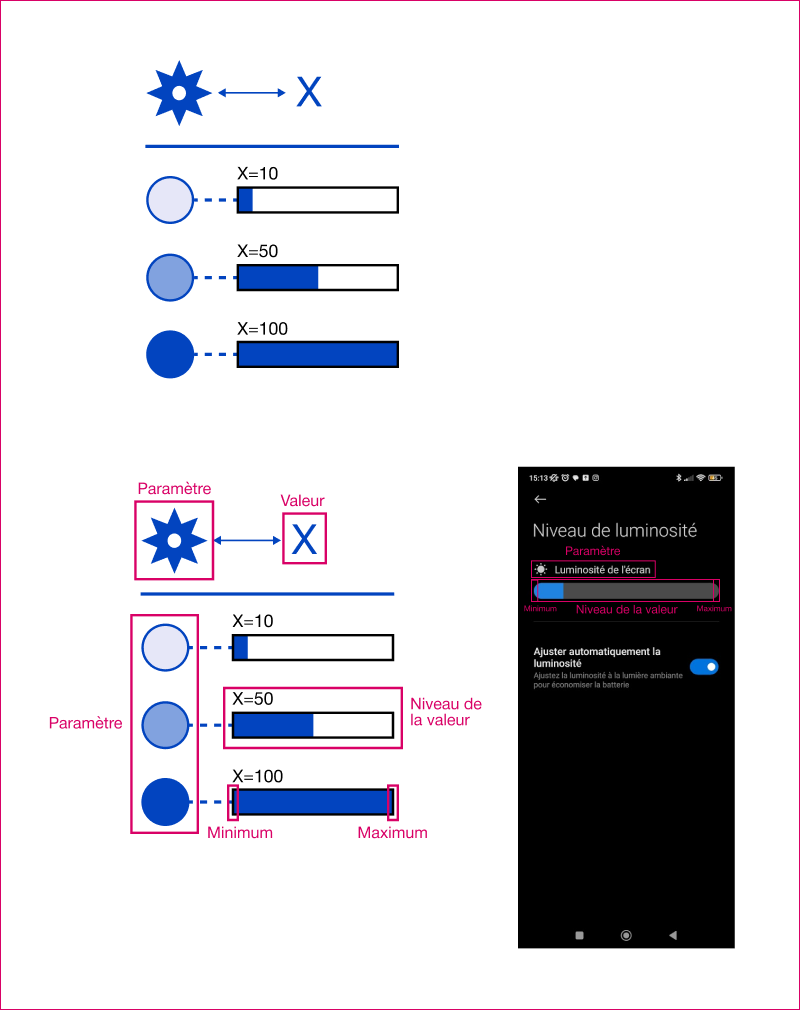 X
X=10
X=50
X=100
Paramètre
Valeur
X
X=10
Paramètre
X=50
Niveau de
la valeur
X=100
Minimum
Maximum
15:13
Niveau de luminosité
Paramètre
Luminosité de l'écran
Minimum
Niveau de la valeur
Maximum
Ajuster automatiquement la
luminosité
Ajustez la luminosité à la lumière ambiante
pour économiser la batterie